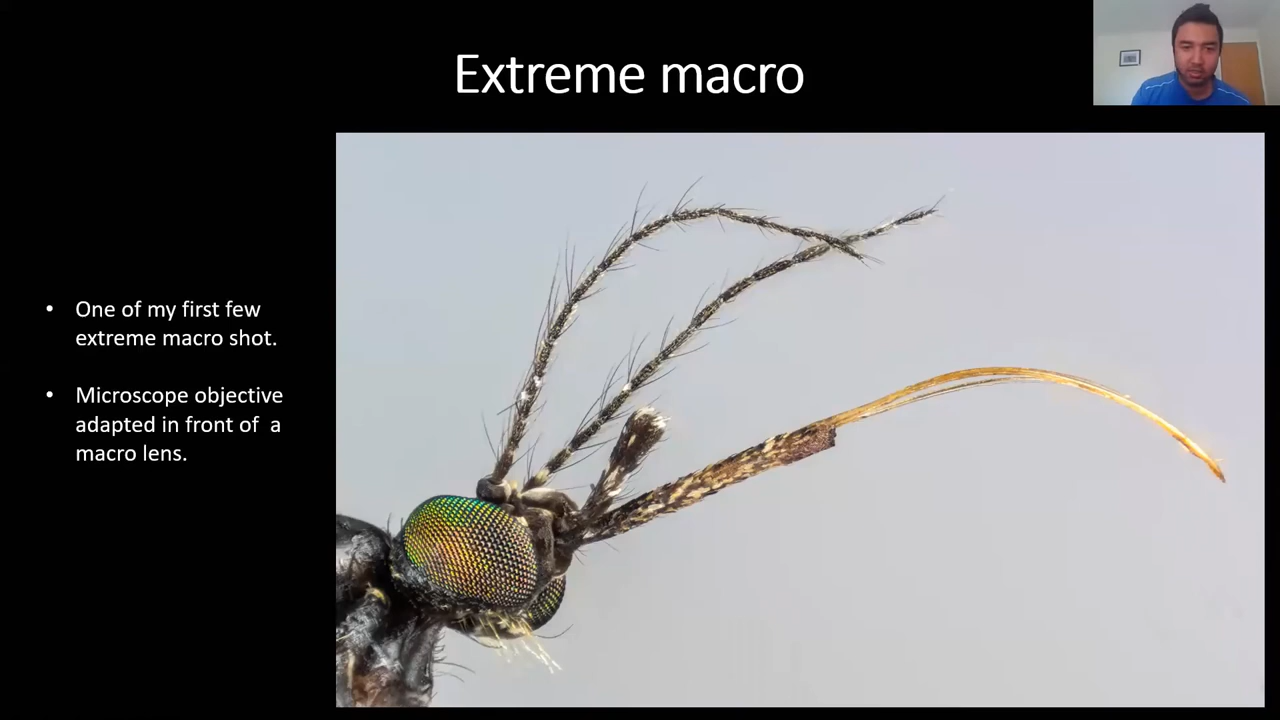 Extreme macro
• One of my first few
extreme macro shot.
• Microscope objective
adapted in front of a
macro lens.